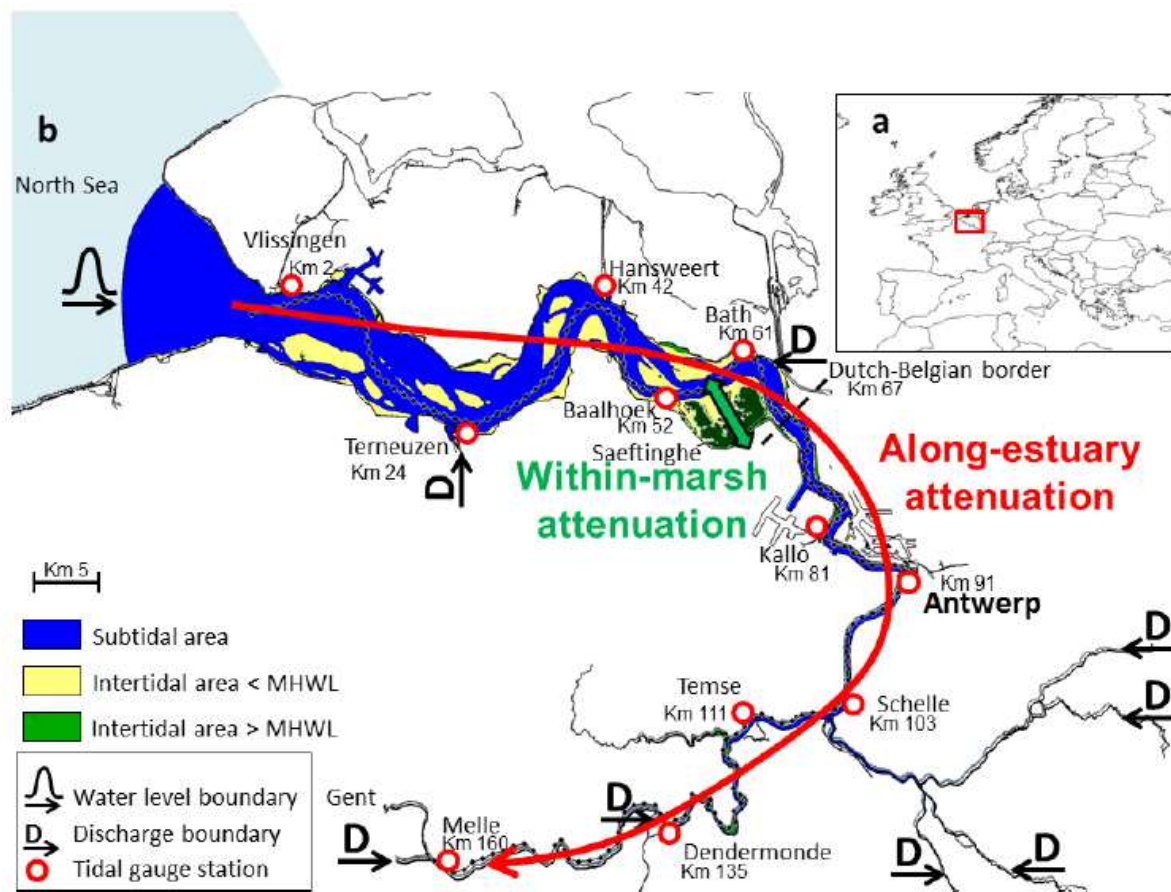 b
a
North Sea
Vlissingen
Km 2
Hansweert
Km 42
Bath
Km 61
D
Dutch-Belgian border
Km 67
Baalhoek
Km 52
Saeftinghe
Terneuzen
Km 24
D
Within-marsh
attenuation
Along-estuary
attenuation
Kallo
Km 81
Km 91
Antwerp
Km 5
Subtidal area
Intertidal area < MHWL
Intertidal area > MHWL
Water level boundary
D Discharge boundary
Tidal gauge station
D
D
Temse
Km 111
Schelle
Km 103
Gent
D
Melle
Km 160
D
Dendermonde
Km 135
D
D